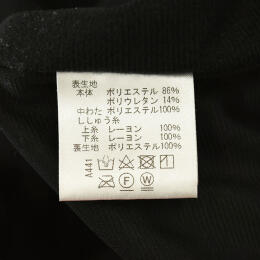 表生地
本体 ポリエステル 86%
ポリウレタン 14%
中わた ポリエステル100%
ししゅう糸
上糸 レーヨン 100%
下糸 レーヨン 100%
裏生地 ポリエステル100%
A441
F W